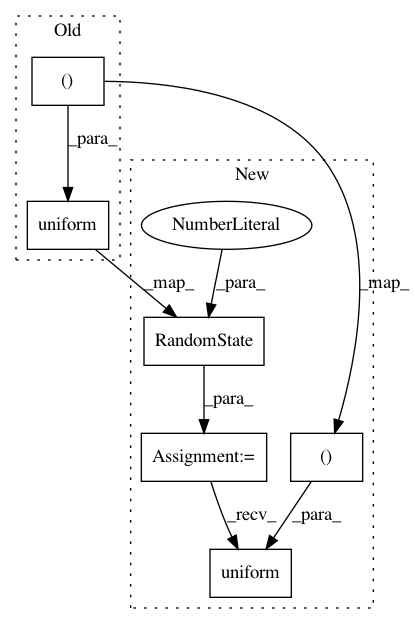 Old
()
_para_
New
uniform
NumberLiteral
_map_
_para_
_map_
RandomState
_para_
Assignment:=
()
_recv_
_para_
uniform